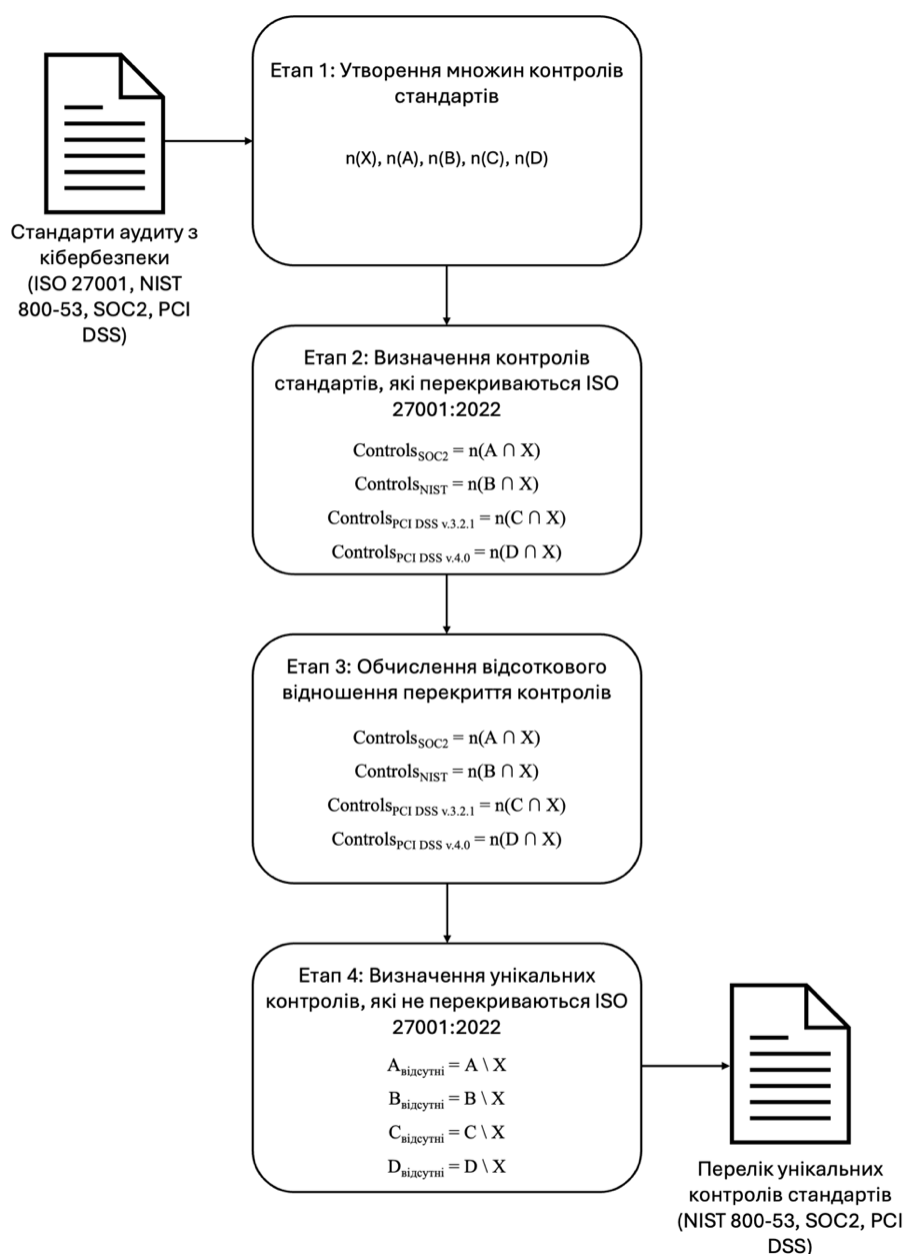 Стандарти аудиту з
кібербезпеки
(ISO 27001, NIST
800-53, SOC2, PCI
DSS)
Етап 1: Утворення множин контролів
стандартів
n(X), n(A), n(B), n(C), n(D)
Етап 2: Визначення контролів
стандартів, які перекриваються ISO
27001:2022
Controls_SOC2 = n(A ∩ X)
Controls_NIST = n(B ∩ X)
Controls_PCI DSS v.3.2.1 = n(C ∩ X)
Controls_PCI DSS v.4.0 = n(D ∩ X)
Етап 3: Обчислення відсоткового
відношення перекриття контролів
Controls_SOC2 = n(A ∩ X)
Controls_NIST = n(B ∩ X)
Controls_PCI DSS v.3.2.1 = n(C ∩ X)
Controls_PCI DSS v.4.0 = n(D ∩ X)
Етап 4: Визначення унікальних
контролів, які не перекриваються ISO
27001:2022
A_відсутні = A \ X
B_відсутні = B \ X
C_відсутні = C \ X
D_відсутні = D \ X
Перелік унікальних
контролів стандартів
(NIST 800-53, SOC2, PCI
DSS)